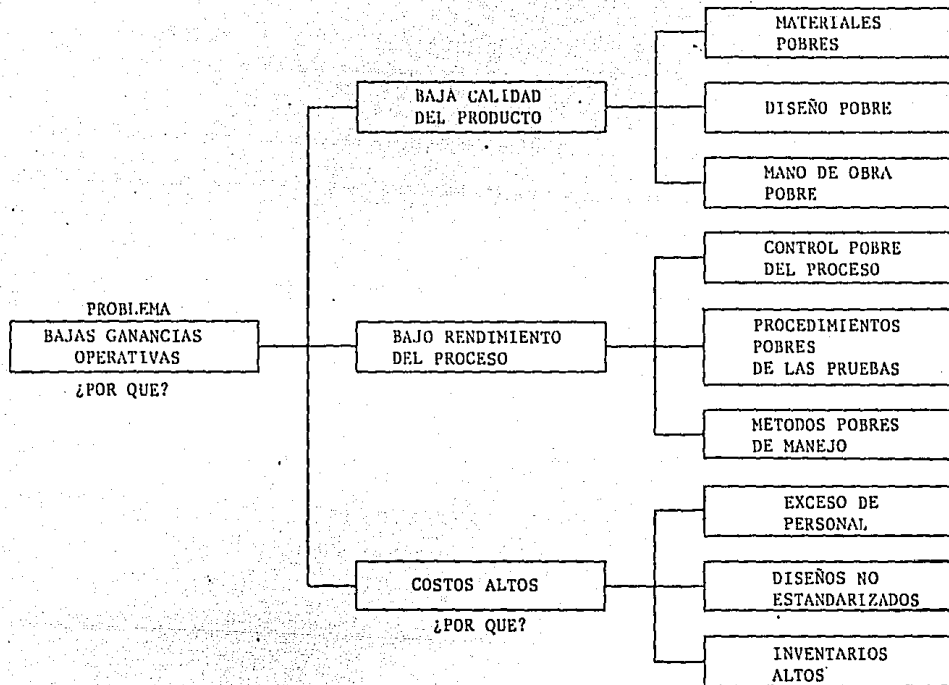 PROBLEMA
BAJAS GANANCIAS
OPERATIVAS
¿POR QUE?
BAJA CALIDAD
DEL PRODUCTO
MATERIALES
POBRES
DISEÑO POBRE
MANO DE OBRA
POBRE
BAJO RENDIMIENTO
DEL PROCESO
CONTROL POBRE
DEL PROCESO
PROCEDIMIENTOS
POBRES
DE LAS PRUEBAS
METODOS POBRES
DE MANEJO
COSTOS ALTOS
¿POR QUE?
EXCESO DE
PERSONAL
DISEÑOS NO
ESTANDARIZADOS
INVENTARIOS
ALTOS